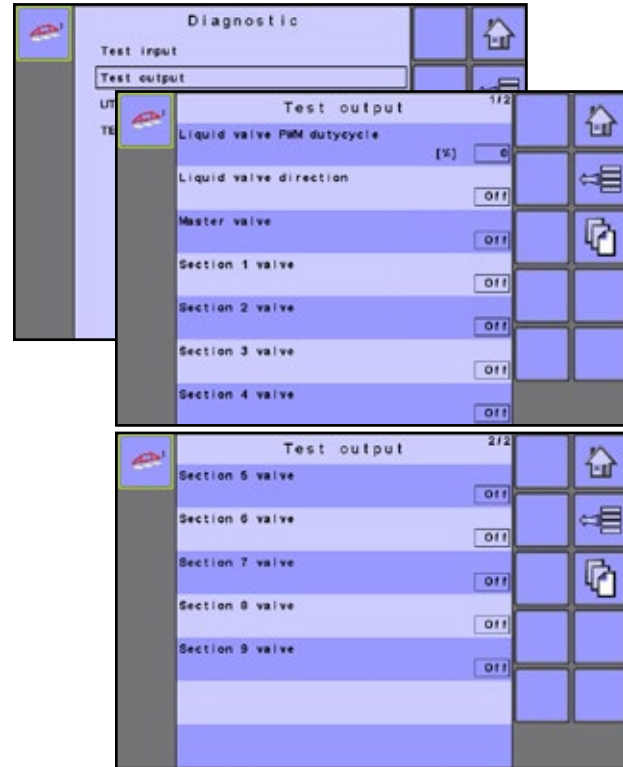 Diagnostic
Test input
Test output
UT
TE
Test output 1/2
Liquid valve PWM dutycycle
[%] 0
Liquid valve direction
Off
Master valve
Off
Section 1 valve
Off
Section 2 valve
Off
Section 3 valve
Off
Section 4 valve
Off
Test output 2/2
Section 5 valve
Off
Section 6 valve
Off
Section 7 valve
Off
Section 8 valve
Off
Section 9 valve
Off